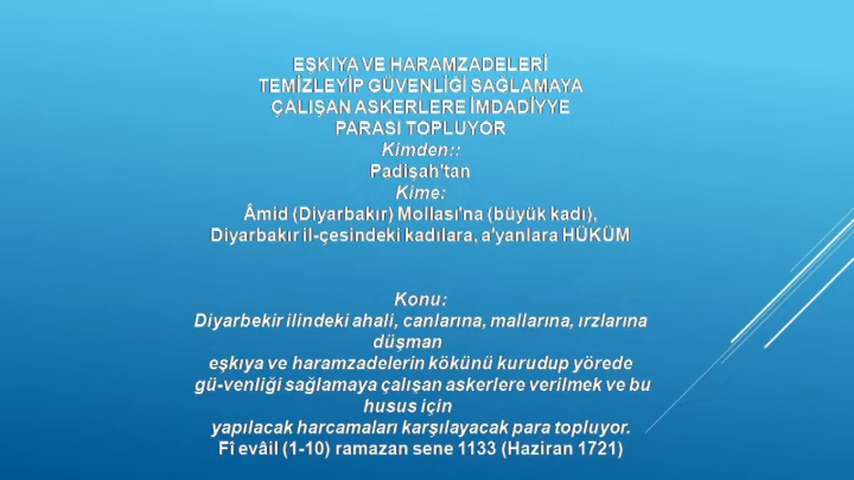 EŞKIYA VE HARAMZADELERİ
TEMİZLEYİP GÜVENLİĞİ SAĞLAMAYA
ÇALIŞAN ASKERLERE İMDADİYYE
PARASI TOPLUYOR
Kimden::
Padişah'tan
Kime:
Âmid (Diyarbakır) Mollası'na (büyük kadı),
Diyarbakır il-çesindeki kadılara, a'yanlara HÜKÜM
Konu:
Diyarbekir ilindeki ahali, canlarına, mallarına, ırzlarına
düşman
eşkıya ve haramzadelerin kökünü kurudup yörede
gü-venliği sağlamaya çalışan askerlere verilmek ve bu
husus için
yapılacak harcamaları karşılayacak para topluyor.
Fî evâil (1-10) ramazan sene 1133 (Haziran 1721)